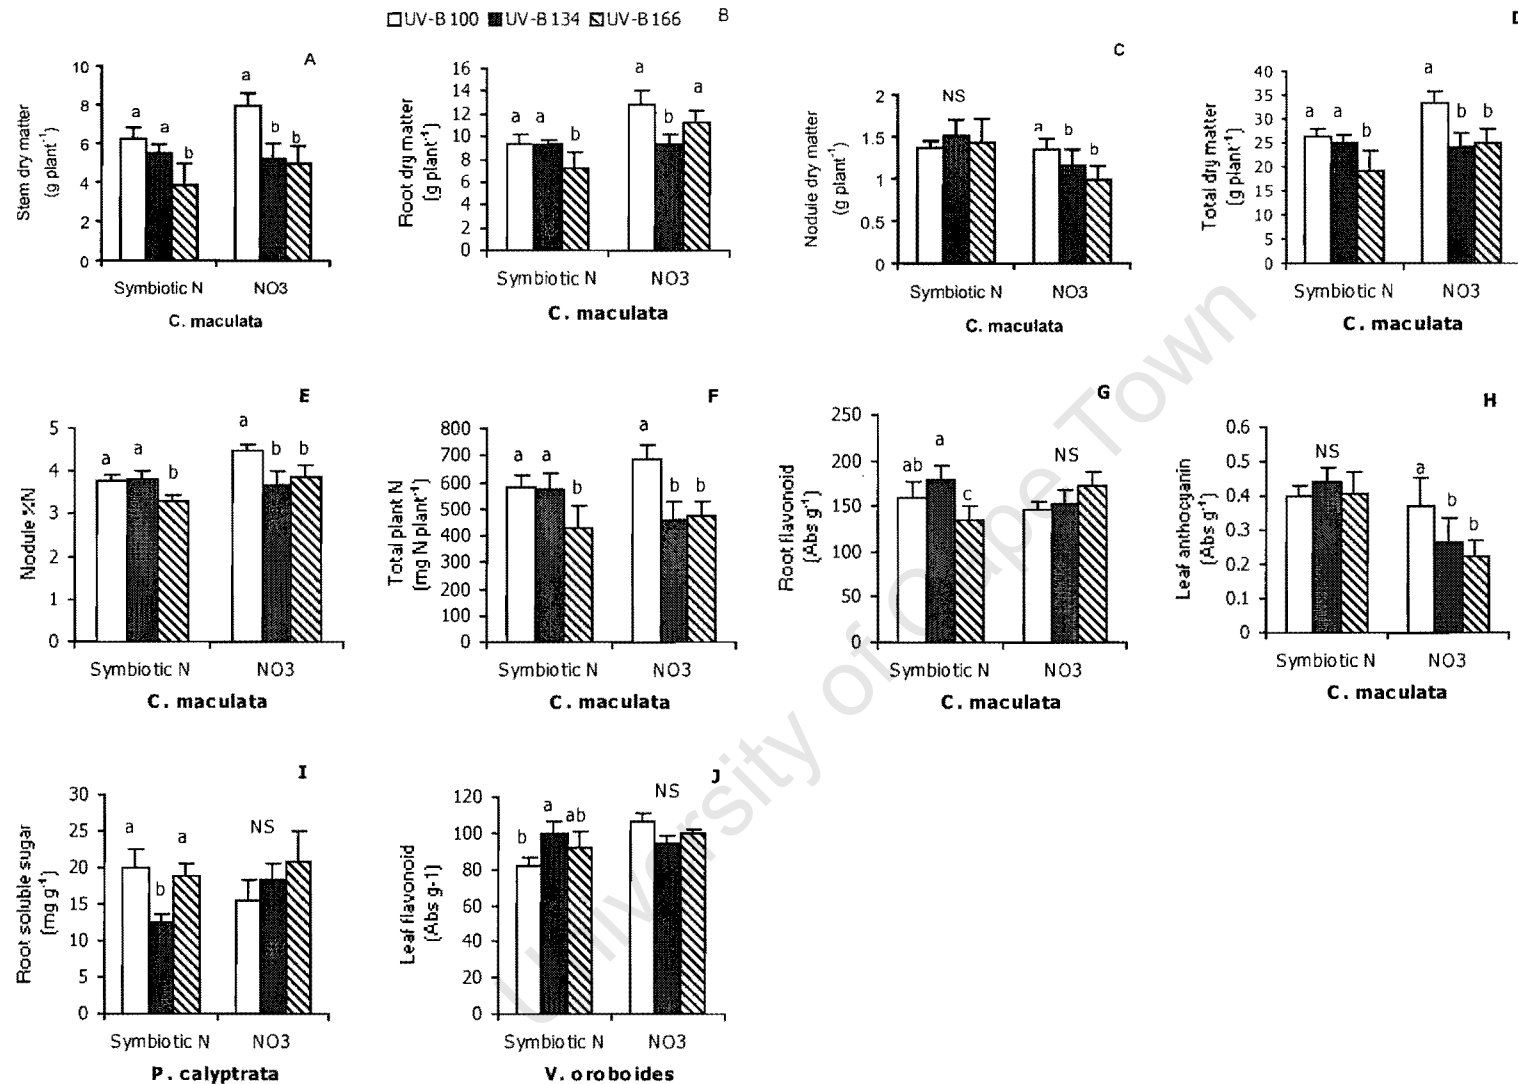 UV-B 100 UV-B 134 UV-B 166
A
Stem dry matter
(g plant-1)
10
8
6
4
2
0
a
a
b
a
b
b
Symbiotic N NO3
C. maculata
B
Root dry matter
(g plant-1)
16
14
12
10
8
6
4
2
0
a
a
b
a
b
a
Symbiotic N NO3
C. maculata
C
Nodule dry matter
(g plant-1)
2
1.5
1
0.5
0
NS
a
b
b
Symbiotic N NO3
C. maculata
D
Total dry matter
(g plant-1)
40
35
30
25
20
15
10
5
0
a
a
b
a
b
b
Symbiotic N NO3
C. maculata
E
Nodule %N
5
4
3
2
1
0
a
a
b
a
b
b
Symbiotic N NO3
C. maculata
F
Total plant N
(mg N plant-1)
800
700
600
500
400
300
200
100
0
a
a
b
a
b
b
Symbiotic N NO3
C. maculata
G
Root flavonoid
(Abs g-1)
250
200
150
100
50
0
ab
a
c
NS
Symbiotic N NO3
C. maculata
H
Leaf anthocyanin
(Abs g-1)
0.6
0.5
0.4
0.3
0.2
0.1
0
NS
a
b
b
Symbiotic N NO3
C. maculata
I
Root soluble sugar
(mg g-1)
30
25
20
15
10
5
0
a
b
a
NS
Symbiotic N NO3
P. calyptrata
J
Leaf flavonoid
(Abs g-1)
120
100
80
60
40
20
0
b
a
ab
NS
Symbiotic N NO3
V. oroboides
University of Cape Town